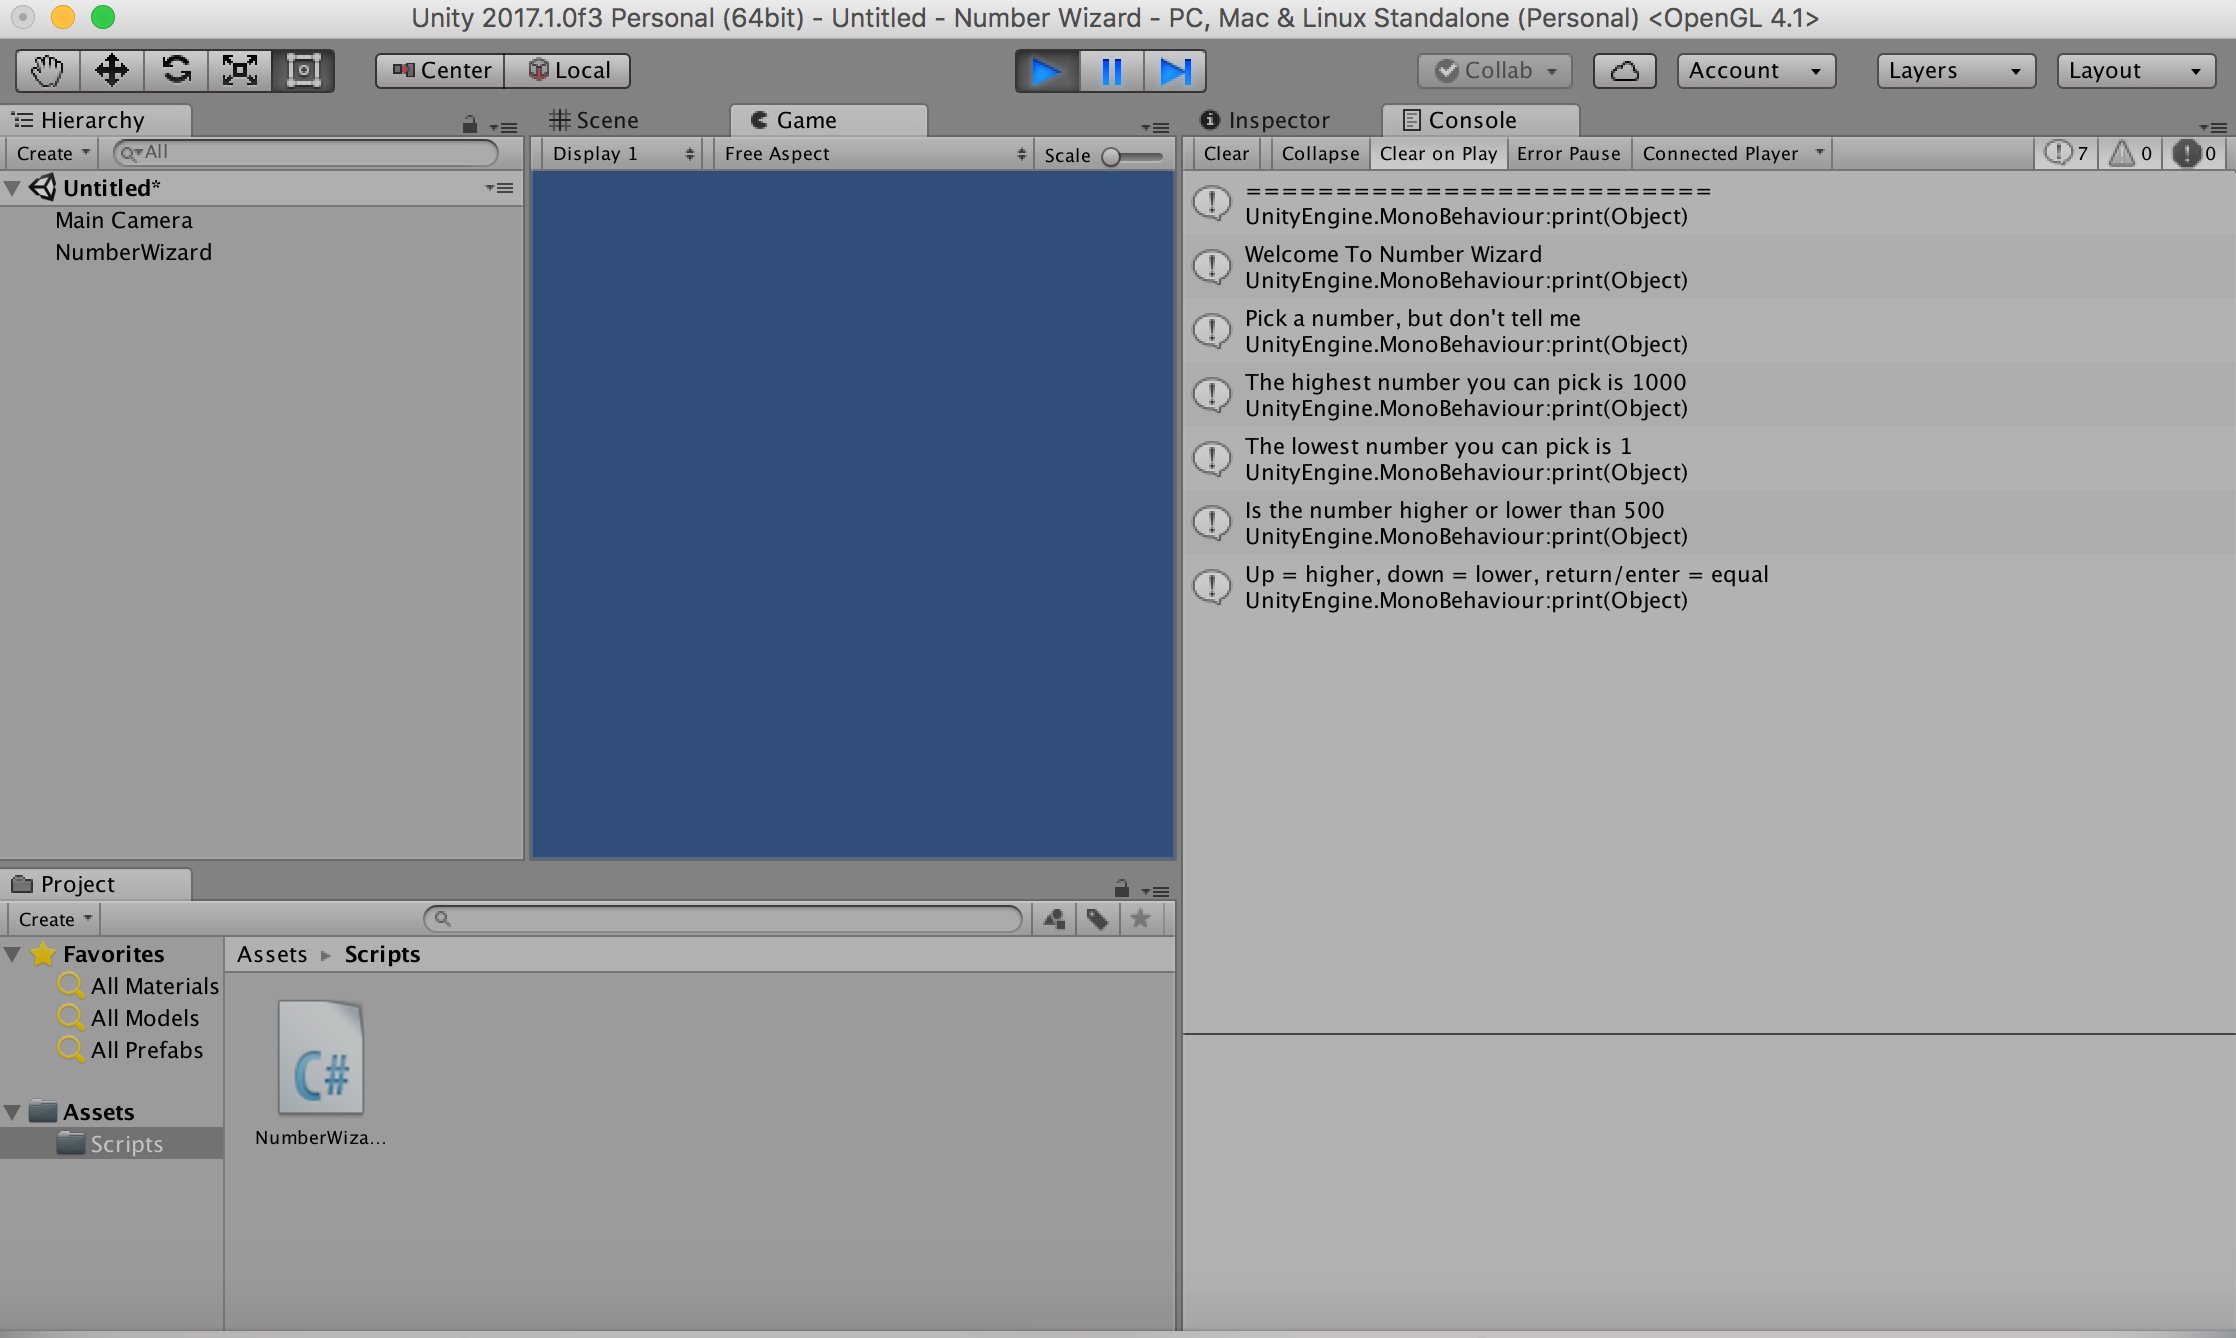 Unity 2017.1.0f3 Personal (64bit) - Untitled - Number Wizard - PC, Mac & Linux Standalone (Personal) <OpenGL 4.1>
Center Local Collab Account Layers Layout
Hierarchy
Create All
Untitled*
Main Camera
NumberWizard
Scene Game
Display 1 Free Aspect Scale
Inspector Console
Clear Collapse Clear on Play Error Pause Connected Player 7 0 0
==========================
UnityEngine.MonoBehaviour:print(Object)
Welcome To Number Wizard
UnityEngine.MonoBehaviour:print(Object)
Pick a number, but don't tell me
UnityEngine.MonoBehaviour:print(Object)
The highest number you can pick is 1000
UnityEngine.MonoBehaviour:print(Object)
The lowest number you can pick is 1
UnityEngine.MonoBehaviour:print(Object)
Is the number higher or lower than 500
UnityEngine.MonoBehaviour:print(Object)
Up = higher, down = lower, return/enter = equal
UnityEngine.MonoBehaviour:print(Object)
Project
Create
Favorites
All Materials
All Models
All Prefabs
Assets
Scripts
Assets Scripts
C#
NumberWiza...